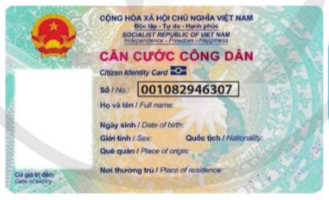 CỘNG HÒA XÃ HỘI CHỦ NGHĨA VIỆT NAM
Độc lập - Tự do - Hạnh phúc
SOCIALIST REPUBLIC OF VIET NAM
Independence - Freedom - Happiness
CĂN CƯỚC CÔNG DÂN
Citizen Identity Card
Số / No.: 001082946307
Họ và tên / Full name:
Ngày sinh / Date of birth:
Giới tính / Sex: Quốc tịch / Nationality:
Quê quán / Place of origin:
Nơi thường trú / Place of residence:
Có giá trị đến:
Date of expiry